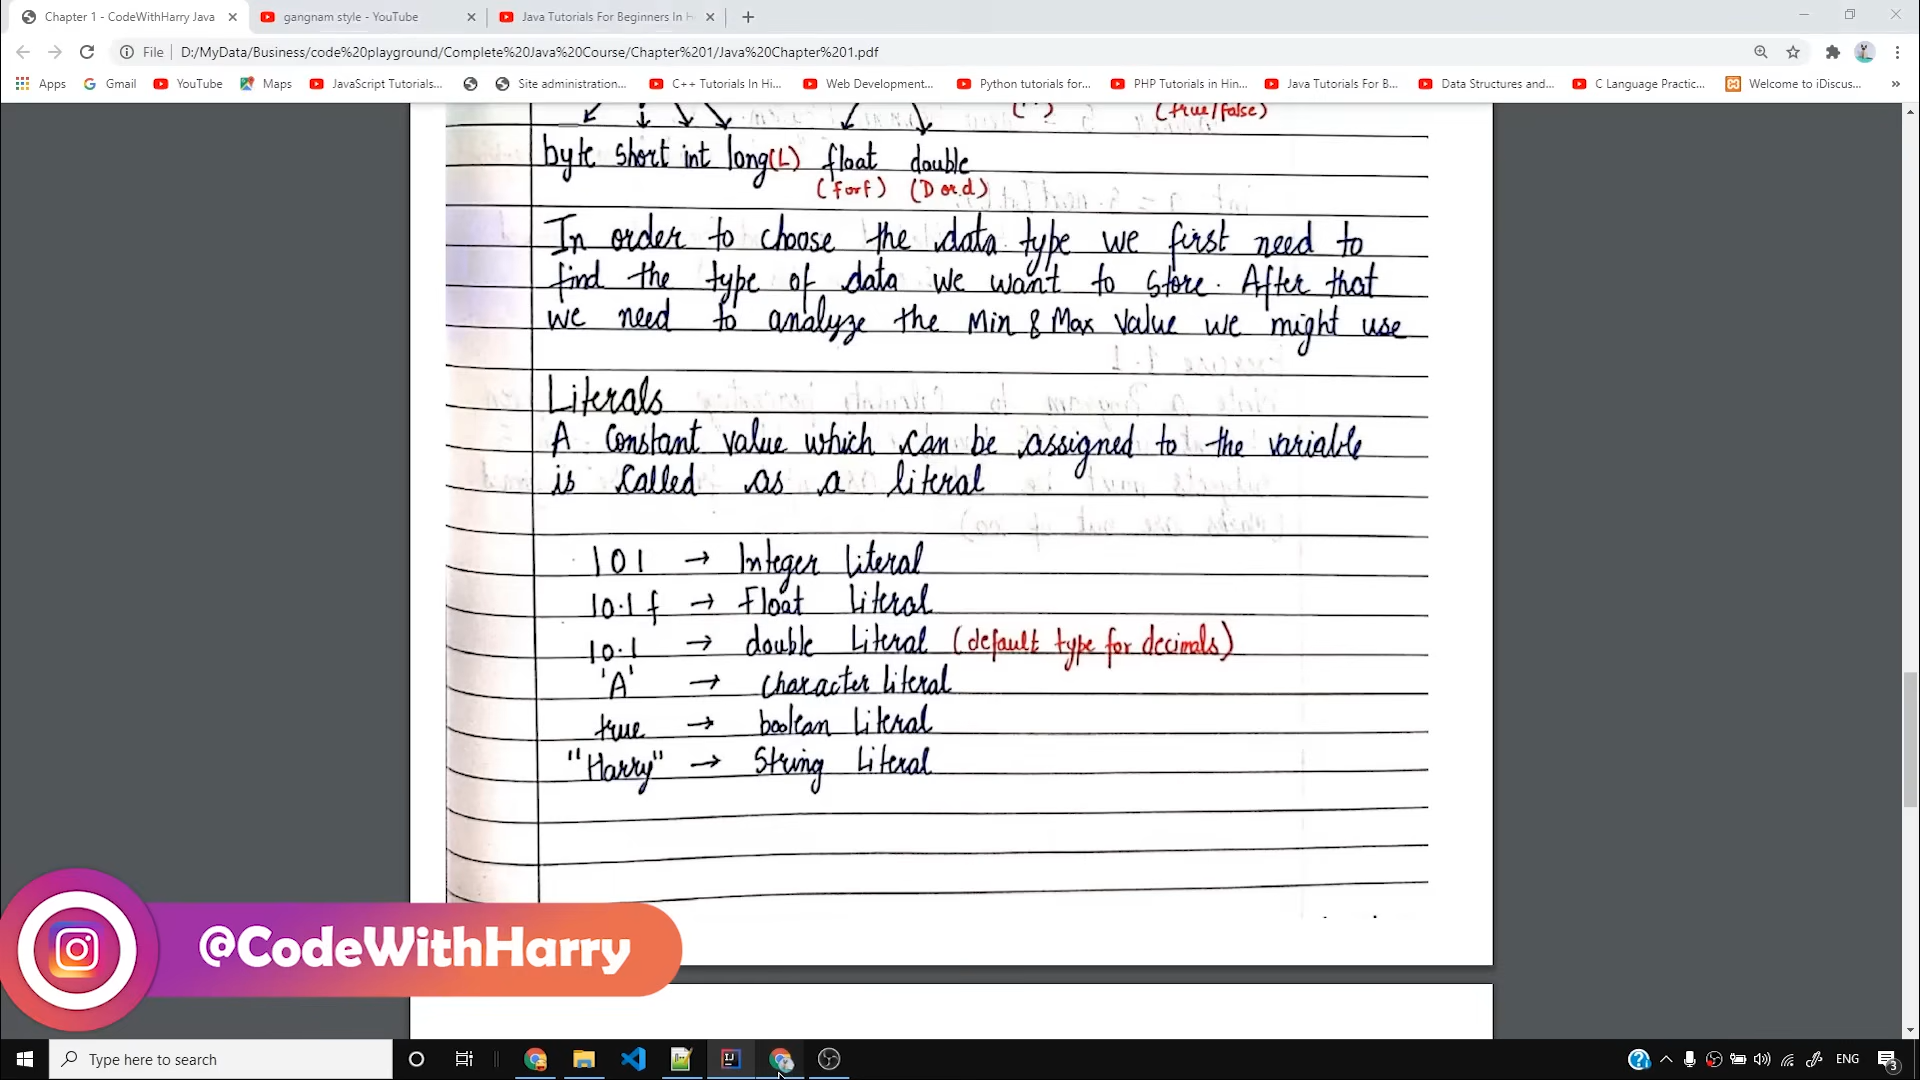 Chapter 1 - CodeWithHarry Java
gangnam style - YouTube
Java Tutorials For Beginners In H
File D:/MyData/Business/code%20playground/Complete%20Java%20Course/Chapter%201/Java%20Chapter%201.pdf
Apps Gmail YouTube Maps JavaScript Tutorials... Site administration... C++ Tutorials In Hi... Web Development... Python tutorials for... PHP Tutorials in Hin... Java Tutorials For B... Data Structures and... C Language Practic... Welcome to iDiscus... »
(' ') (true/false)
byte short int long(L) float double
(F or f) (D or d)
In order to choose the data type we first need to
find the type of data we want to store. After that
we need to analyze the Min & Max Value we might use
Literals
A Constant value which can be assigned to the variable
is called as a literal
101 → Integer Literal
10.1 f → Float Literal
10.1 → double Literal (default type for decimals)
'A' → character Literal
true → boolean Literal
"Harry" → String Literal
@CodeWithHarry
Type here to search
ENG
3